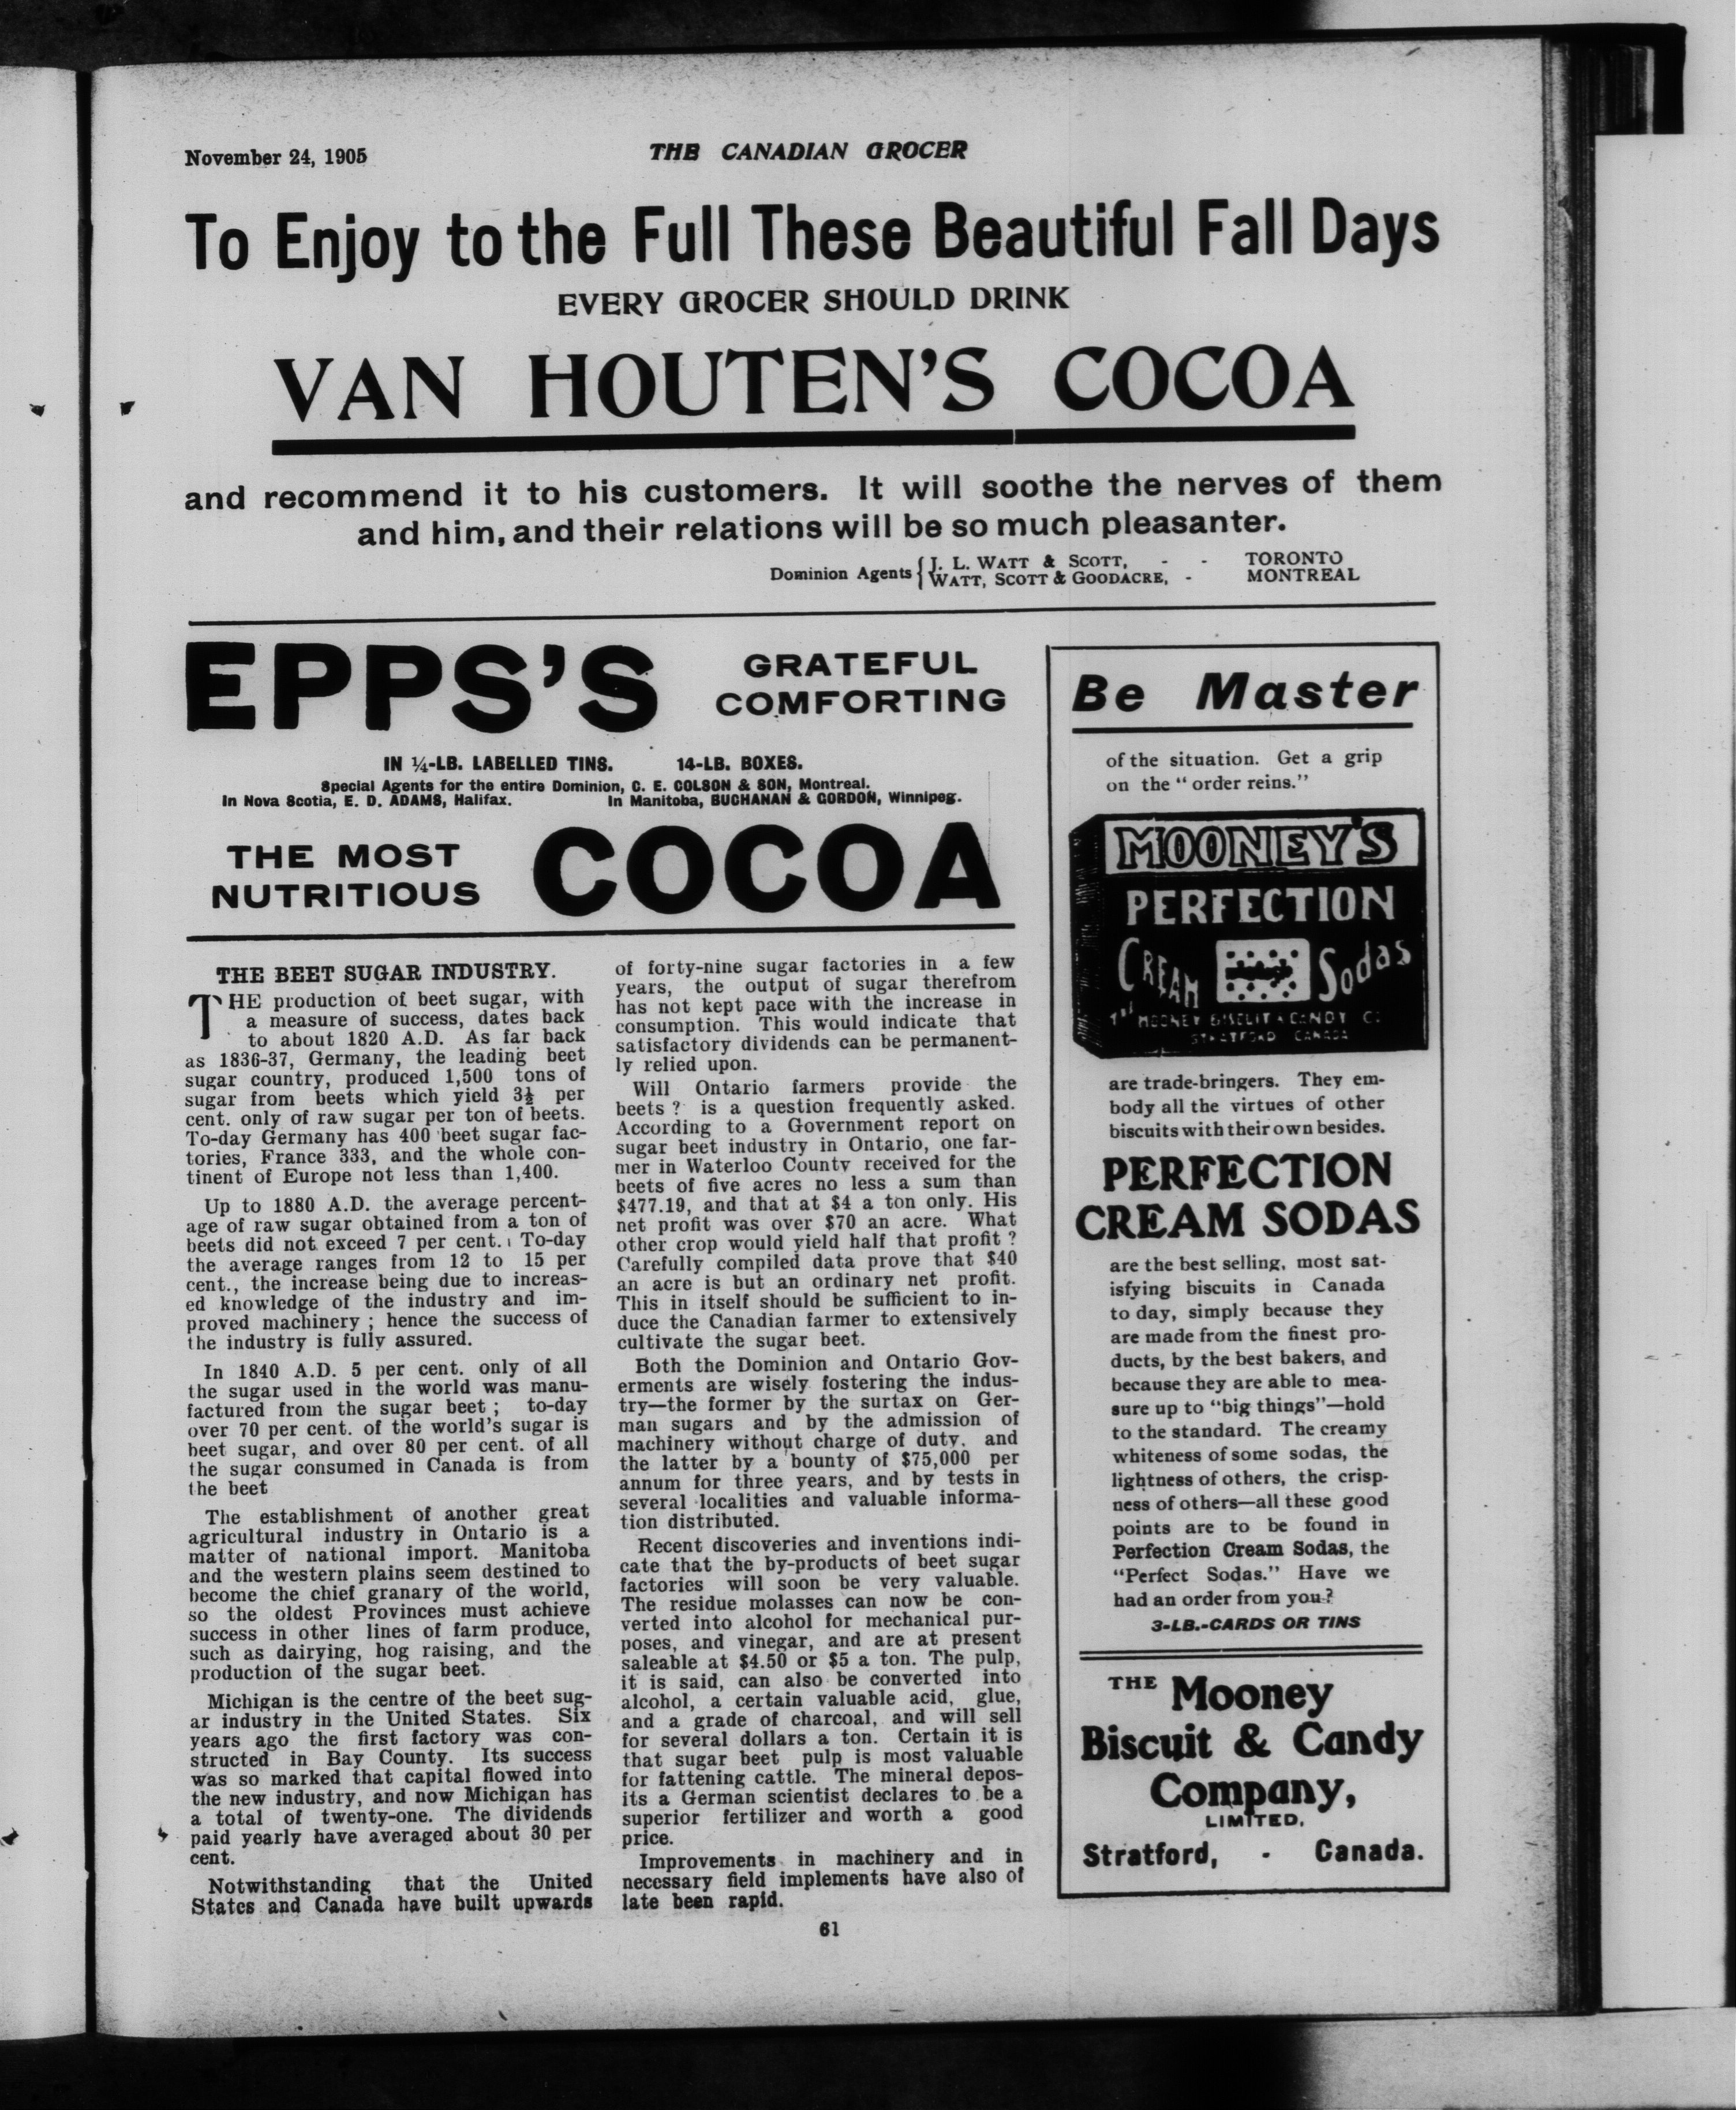 November 24, 1905
THE CANADIAN GROCER
To Enjoy to the Full These Beautiful Fall Days
EVERY GROCER SHOULD DRINK
VAN HOUTEN'S COCOA
and recommend it to his customers. It will soothe the nerves of them
and him, and their relations will be so much pleasanter.
Dominion Agents { J. L. WATT & SCOTT, - - TORONTO
WATT, SCOTT & GOODACRE, - MONTREAL
EPPS'S
GRATEFUL
COMFORTING
IN ¼-LB. LABELLED TINS. 14-LB. BOXES.
Special Agents for the entire Dominion, C. E. COLSON & SON, Montreal.
In Nova Scotia, E. D. ADAMS, Halifax. In Manitoba, BUCHANAN & GORDON, Winnipeg.
THE MOST
NUTRITIOUS
COCOA
THE BEET SUGAR INDUSTRY.
THE production of beet sugar, with
a measure of success, dates back
to about 1820 A.D. As far back
as 1836-37, Germany, the leading beet
sugar country, produced 1,500 tons of
sugar from beets which yield 3½ per
cent. only of raw sugar per ton of beets.
To-day Germany has 400 beet sugar fac-
tories, France 333, and the whole con-
tinent of Europe not less than 1,400.
Up to 1880 A.D. the average percent-
age of raw sugar obtained from a ton of
beets did not exceed 7 per cent. To-day
the average ranges from 12 to 15 per
cent., the increase being due to increas-
ed knowledge of the industry and im-
proved machinery ; hence the success of
the industry is fully assured.
In 1840 A.D. 5 per cent. only of all
the sugar used in the world was manu-
factured from the sugar beet ; to-day
over 70 per cent. of the world's sugar is
beet sugar, and over 80 per cent. of all
the sugar consumed in Canada is from
the beet
The establishment of another great
agricultural industry in Ontario is a
matter of national import. Manitoba
and the western plains seem destined to
become the chief granary of the world,
so the oldest Provinces must achieve
success in other lines of farm produce,
such as dairying, hog raising, and the
production of the sugar beet.
Michigan is the centre of the beet sug-
ar industry in the United States. Six
years ago the first factory was con-
structed in Bay County. Its success
was so marked that capital flowed into
the new industry, and now Michigan has
a total of twenty-one. The dividends
paid yearly have averaged about 30 per
cent.
Notwithstanding that the United
States and Canada have built upwards
of forty-nine sugar factories in a few
years, the output of sugar therefrom
has not kept pace with the increase in
consumption. This would indicate that
satisfactory dividends can be permanent-
ly relied upon.
Will Ontario farmers provide the
beets ? is a question frequently asked.
According to a Government report on
sugar beet industry in Ontario, one far-
mer in Waterloo County received for the
beets of five acres no less a sum than
$477.19, and that at $4 a ton only. His
net profit was over $70 an acre. What
other crop would yield half that profit ?
Carefully compiled data prove that $40
an acre is but an ordinary net profit.
This in itself should be sufficient to in-
duce the Canadian farmer to extensively
cultivate the sugar beet.
Both the Dominion and Ontario Gov-
erments are wisely fostering the indus-
try—the former by the surtax on Ger-
man sugars and by the admission of
machinery without charge of duty, and
the latter by a bounty of $75,000 per
annum for three years, and by tests in
several localities and valuable informa-
tion distributed.
Recent discoveries and inventions indi-
cate that the by-products of beet sugar
factories will soon be very valuable.
The residue molasses can now be con-
verted into alcohol for mechanical pur-
poses, and vinegar, and are at present
saleable at $4.50 or $5 a ton. The pulp,
it is said, can also be converted into
alcohol, a certain valuable acid, glue,
and a grade of charcoal, and will sell
for several dollars a ton. Certain it is
that sugar beet pulp is most valuable
for fattening cattle. The mineral depos-
its a German scientist declares to be a
superior fertilizer and worth a good
price.
Improvements in machinery and in
necessary field implements have also of
late been rapid.
Be Master
of the situation. Get a grip
on the "order reins."
MOONEY'S
PERFECTION
CREAM Sodas
MOONEY BISCUIT & CANDY CO
STRATFORD CANADA
are trade-bringers. They em-
body all the virtues of other
biscuits with their own besides.
PERFECTION
CREAM SODAS
are the best selling, most sat-
isfying biscuits in Canada
to day, simply because they
are made from the finest pro-
ducts, by the best bakers, and
because they are able to mea-
sure up to "big things"—hold
to the standard. The creamy
whiteness of some sodas, the
lightness of others, the crisp-
ness of others—all these good
points are to be found in
Perfection Cream Sodas, the
"Perfect Sodas." Have we
had an order from you?
3-LB.-CARDS OR TINS
THE Mooney
Biscuit & Candy
Company,
LIMITED,
Stratford, - Canada.
61